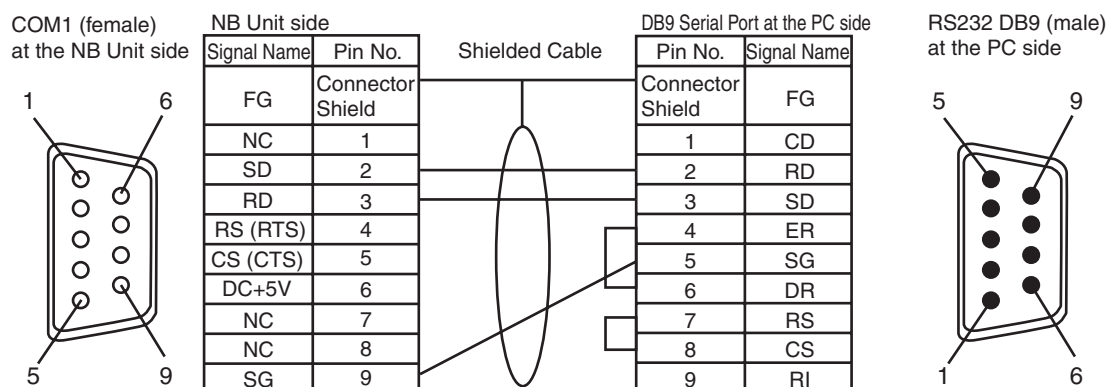 COM1 (female)
at the NB Unit side
1
6
5
9
NB Unit side
Signal Name Pin No.
FG Connector
Shield
NC 1
SD 2
RD 3
RS (RTS) 4
CS (CTS) 5
DC+5V 6
NC 7
NC 8
SG 9
Shielded Cable
DB9 Serial Port at the PC side
Pin No. Signal Name
Connector
Shield FG
1 CD
2 RD
3 SD
4 ER
5 SG
6 DR
7 RS
8 CS
9 RI
RS232 DB9 (male)
at the PC side
5
9
1
6